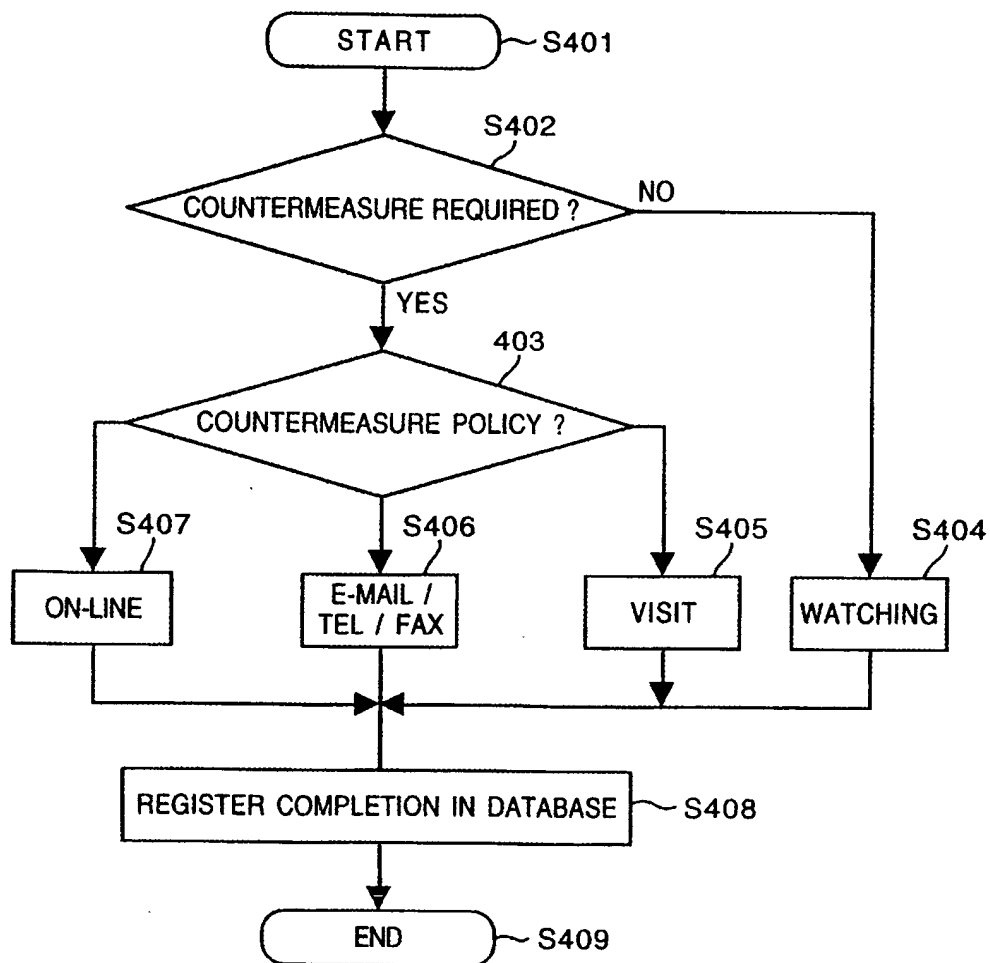 START
S401
S402
COUNTERMEASURE REQUIRED ?
NO
YES
403
COUNTERMEASURE POLICY ?
S407
S406
S405
S404
ON-LINE
E-MAIL /
TEL / FAX
VISIT
WATCHING
REGISTER COMPLETION IN DATABASE
S408
END
S409